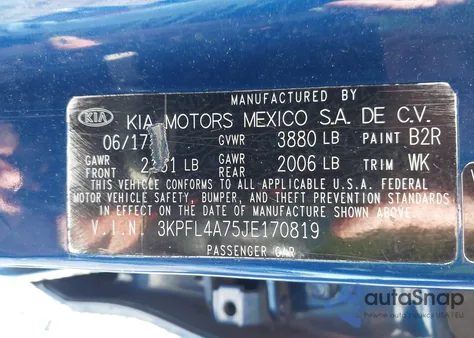 MANUFACTURED BY
KIA KIA MOTORS MEXICO S.A. DE C.V.
06/17 GVWR 3880 LB PAINT B2R
GAWR FRONT LB GAWR REAR 2006 LB TRIM WK
THIS VEHICLE CONFORMS TO ALL APPLICABLE U.S.A. FEDERAL
MOTOR VEHICLE SAFETY, BUMPER, AND THEFT PREVENTION STANDARDS
IN EFFECT ON THE DATE OF MANUFACTURE SHOWN ABOVE.
V.I.N. 3KPFL4A75JE170819
PASSENGER CAR
autoSnap